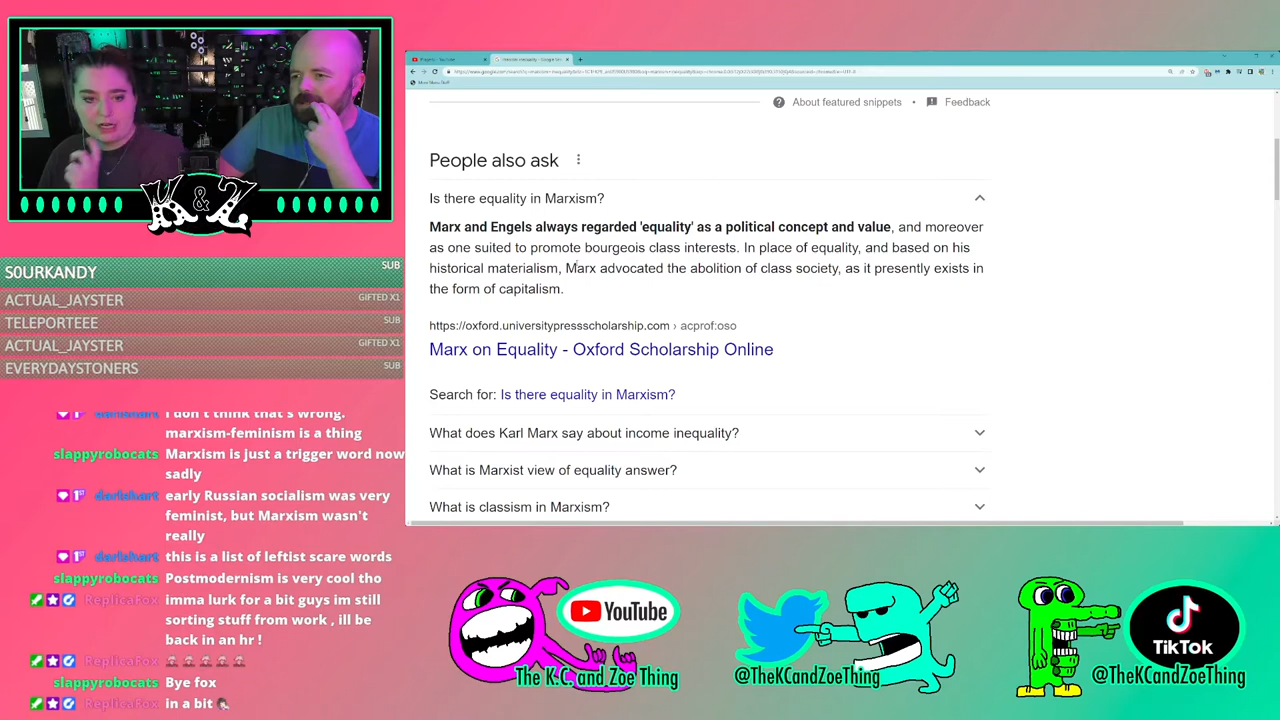 K & Z
S0URKANDY SUB
ACTUAL_JAYSTER GIFTED X1
TELEPORTEEE SUB
ACTUAL_JAYSTER GIFTED X1
EVERYDAYSTONERS SUB
darlshart I don't think that's wrong.
marxism-feminism is a thing
slappyrobocats Marxism is just a trigger word now
sadly
darlshart early Russian socialism was very
feminist, but Marxism wasn't
really
darlshart this is a list of leftist scare words
slappyrobocats Postmodernism is very cool tho
ReplicaFox imma lurk for a bit guys im still
sorting stuff from work , ill be
back in an hr !
ReplicaFox
slappyrobocats Bye fox
ReplicaFox in a bit
About featured snippets • Feedback
People also ask
Is there equality in Marxism?
Marx and Engels always regarded 'equality' as a political concept and value, and moreover
as one suited to promote bourgeois class interests. In place of equality, and based on his
historical materialism, Marx advocated the abolition of class society, as it presently exists in
the form of capitalism.
https://oxford.universitypressscholarship.com › acprof:oso
Marx on Equality - Oxford Scholarship Online
Search for: Is there equality in Marxism?
What does Karl Marx say about income inequality?
What is Marxist view of equality answer?
What is classism in Marxism?
YouTube
The K.C. and Zoe Thing
@TheKCandZoeThing
TikTok
@TheKCandZoeThing